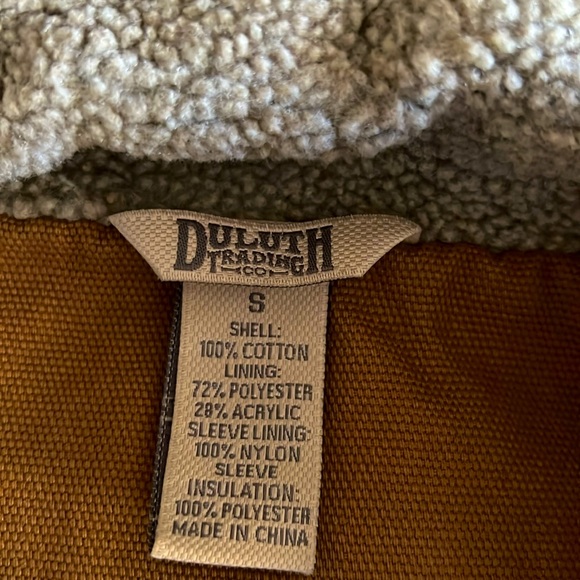 DULUTH
TRADING
CO
S
SHELL:
100% COTTON
LINING:
72% POLYESTER
28% ACRYLIC
SLEEVE LINING:
100% NYLON
SLEEVE
INSULATION:
100% POLYESTER
MADE IN CHINA